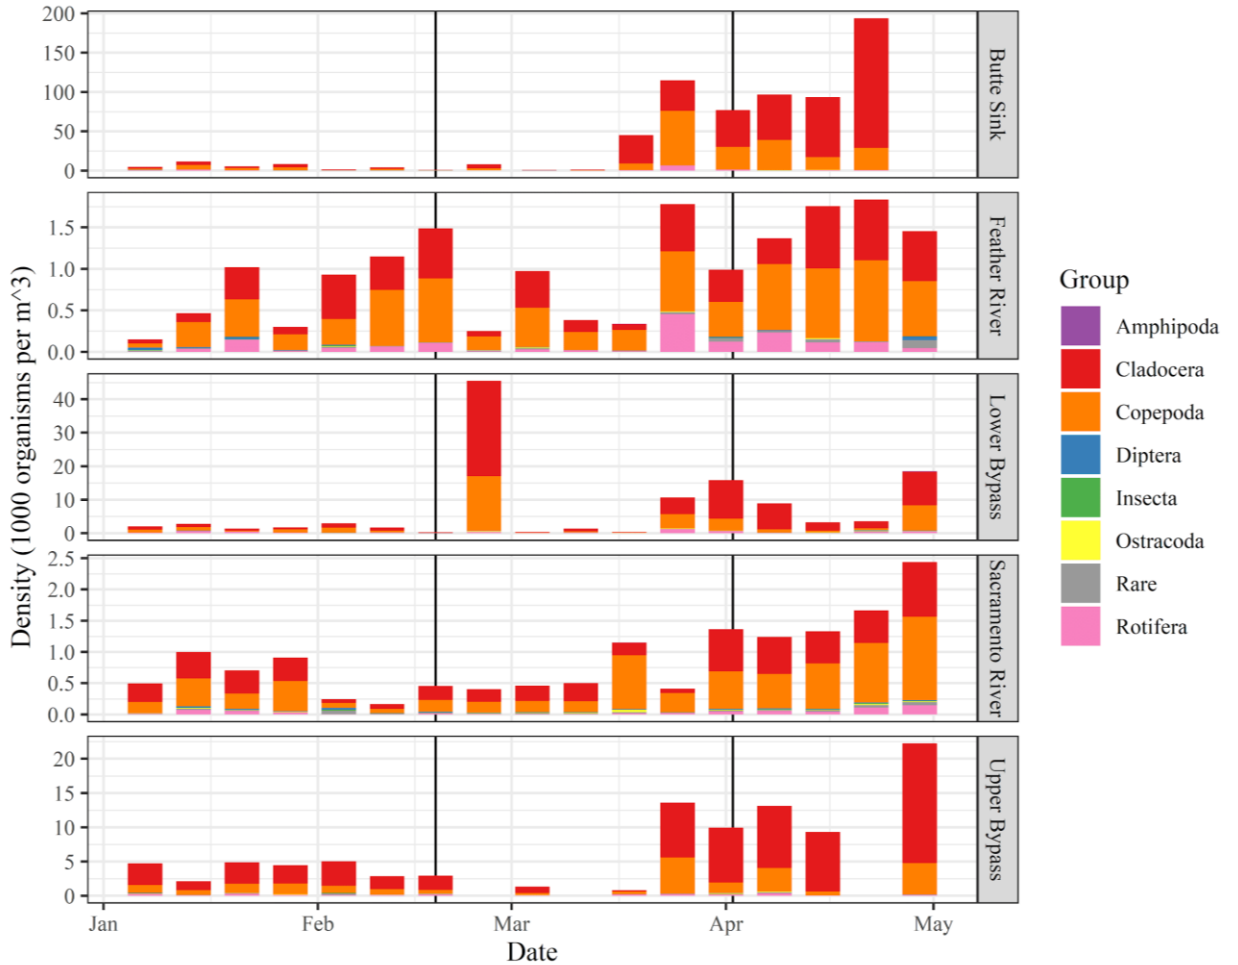 200
150
100
50
0
Butte Sink
1.5
1.0
0.5
0.0
Feather River
40
30
20
10
0
Lower Bypass
2.5
2.0
1.5
1.0
0.5
0.0
Sacramento River
20
15
10
5
0
Upper Bypass
Jan
Feb
Mar
Apr
May
Date
Density (1000 organisms per m^3)
Group
Amphipoda
Cladocera
Copepoda
Diptera
Insecta
Ostracoda
Rare
Rotifera